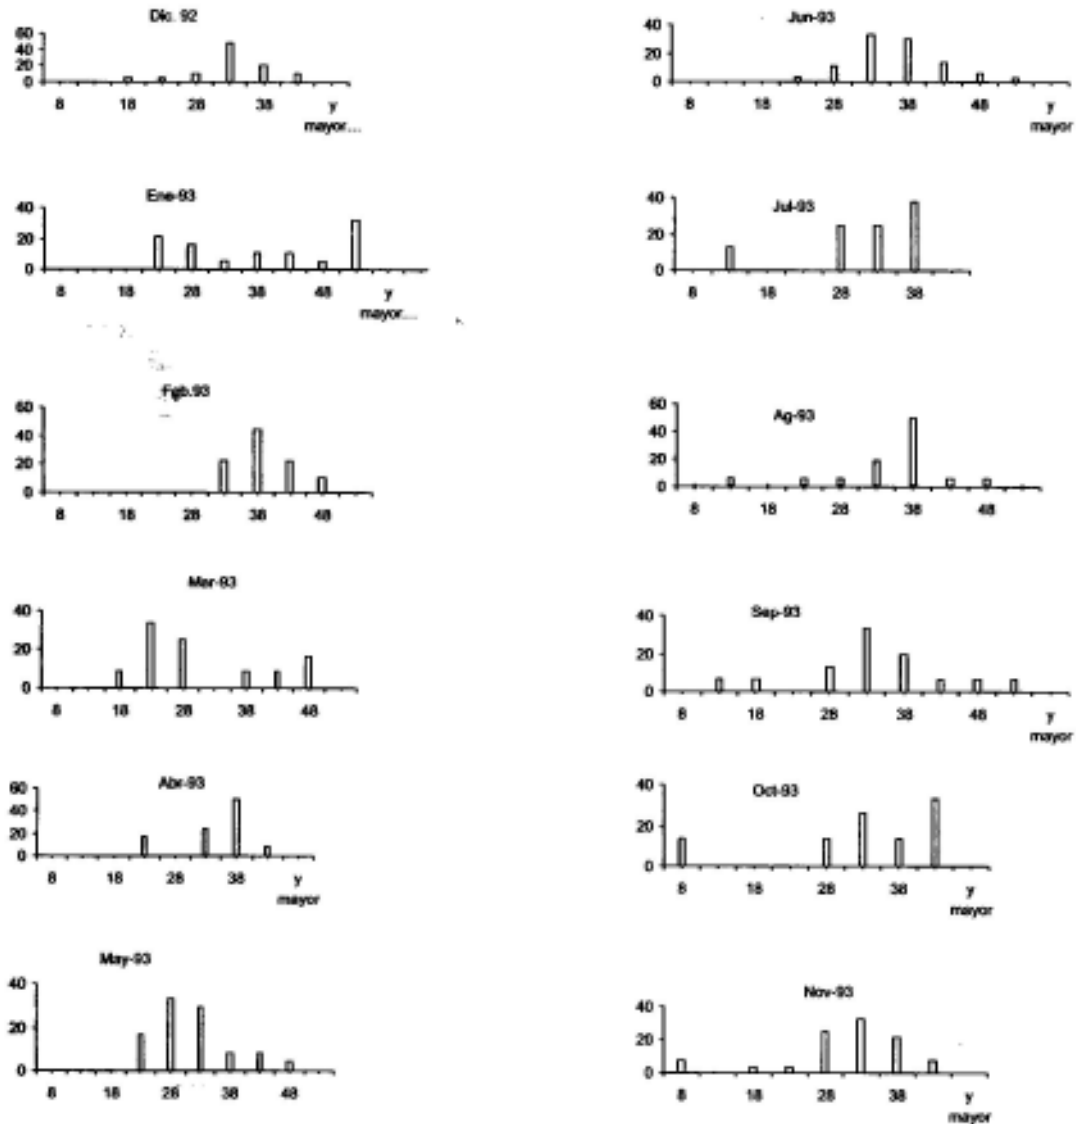 Dic. 92
60
40
20
0
8 18 28 38 y
mayor...
Ene-93
40
20
0
8 18 28 38 48 y
mayor...
Feb.93
60
40
20
0
8 18 28 38 48
Mar-93
40
20
0
8 18 28 38 48
Abr-93
60
40
20
0
8 18 28 38 y
mayor
May-93
40
20
0
8 18 28 38 48
Jun-93
40
20
0
8 18 28 38 48 y
mayor
Jul-93
40
20
0
8 18 28 38
Ag-93
60
40
20
0
8 18 28 38 48
Sep-93
40
20
0
8 18 28 38 48 y
mayor
Oct-93
40
20
0
8 18 28 38 y
mayor
Nov-93
40
20
0
8 18 28 38 y
mayor